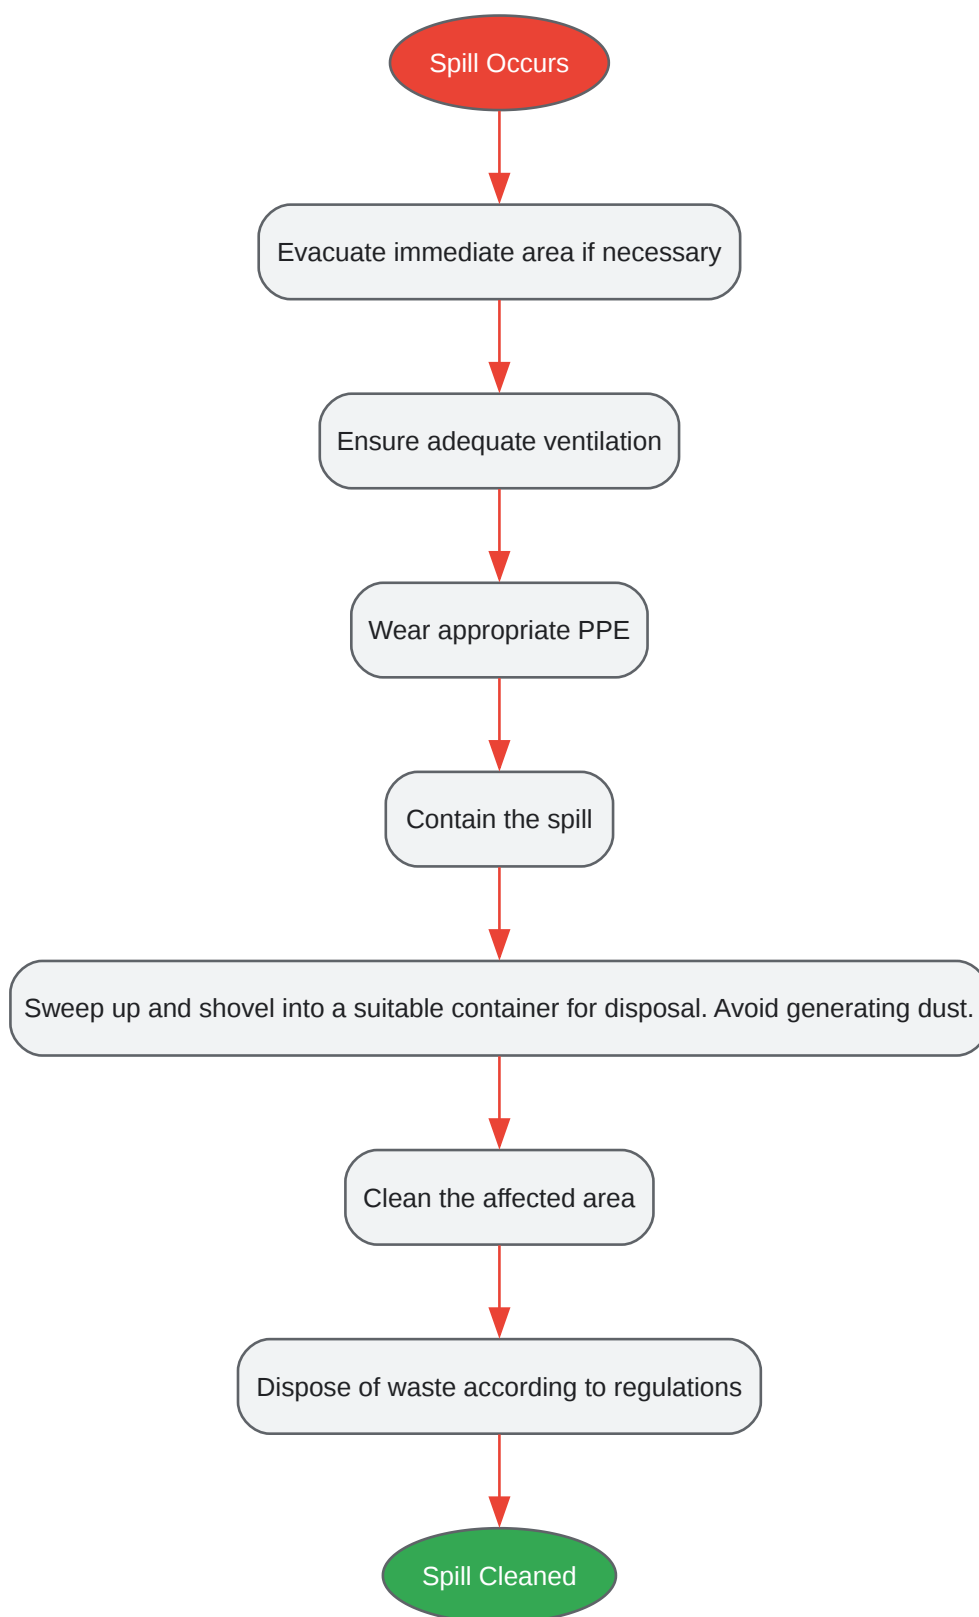 Spill Occurs
Evacuate immediate area if necessary
Ensure adequate ventilation
Wear appropriate PPE
Contain the spill
Sweep up and shovel into a suitable container for disposal. Avoid generating dust.
Clean the affected area
Dispose of waste according to regulations
Spill Cleaned